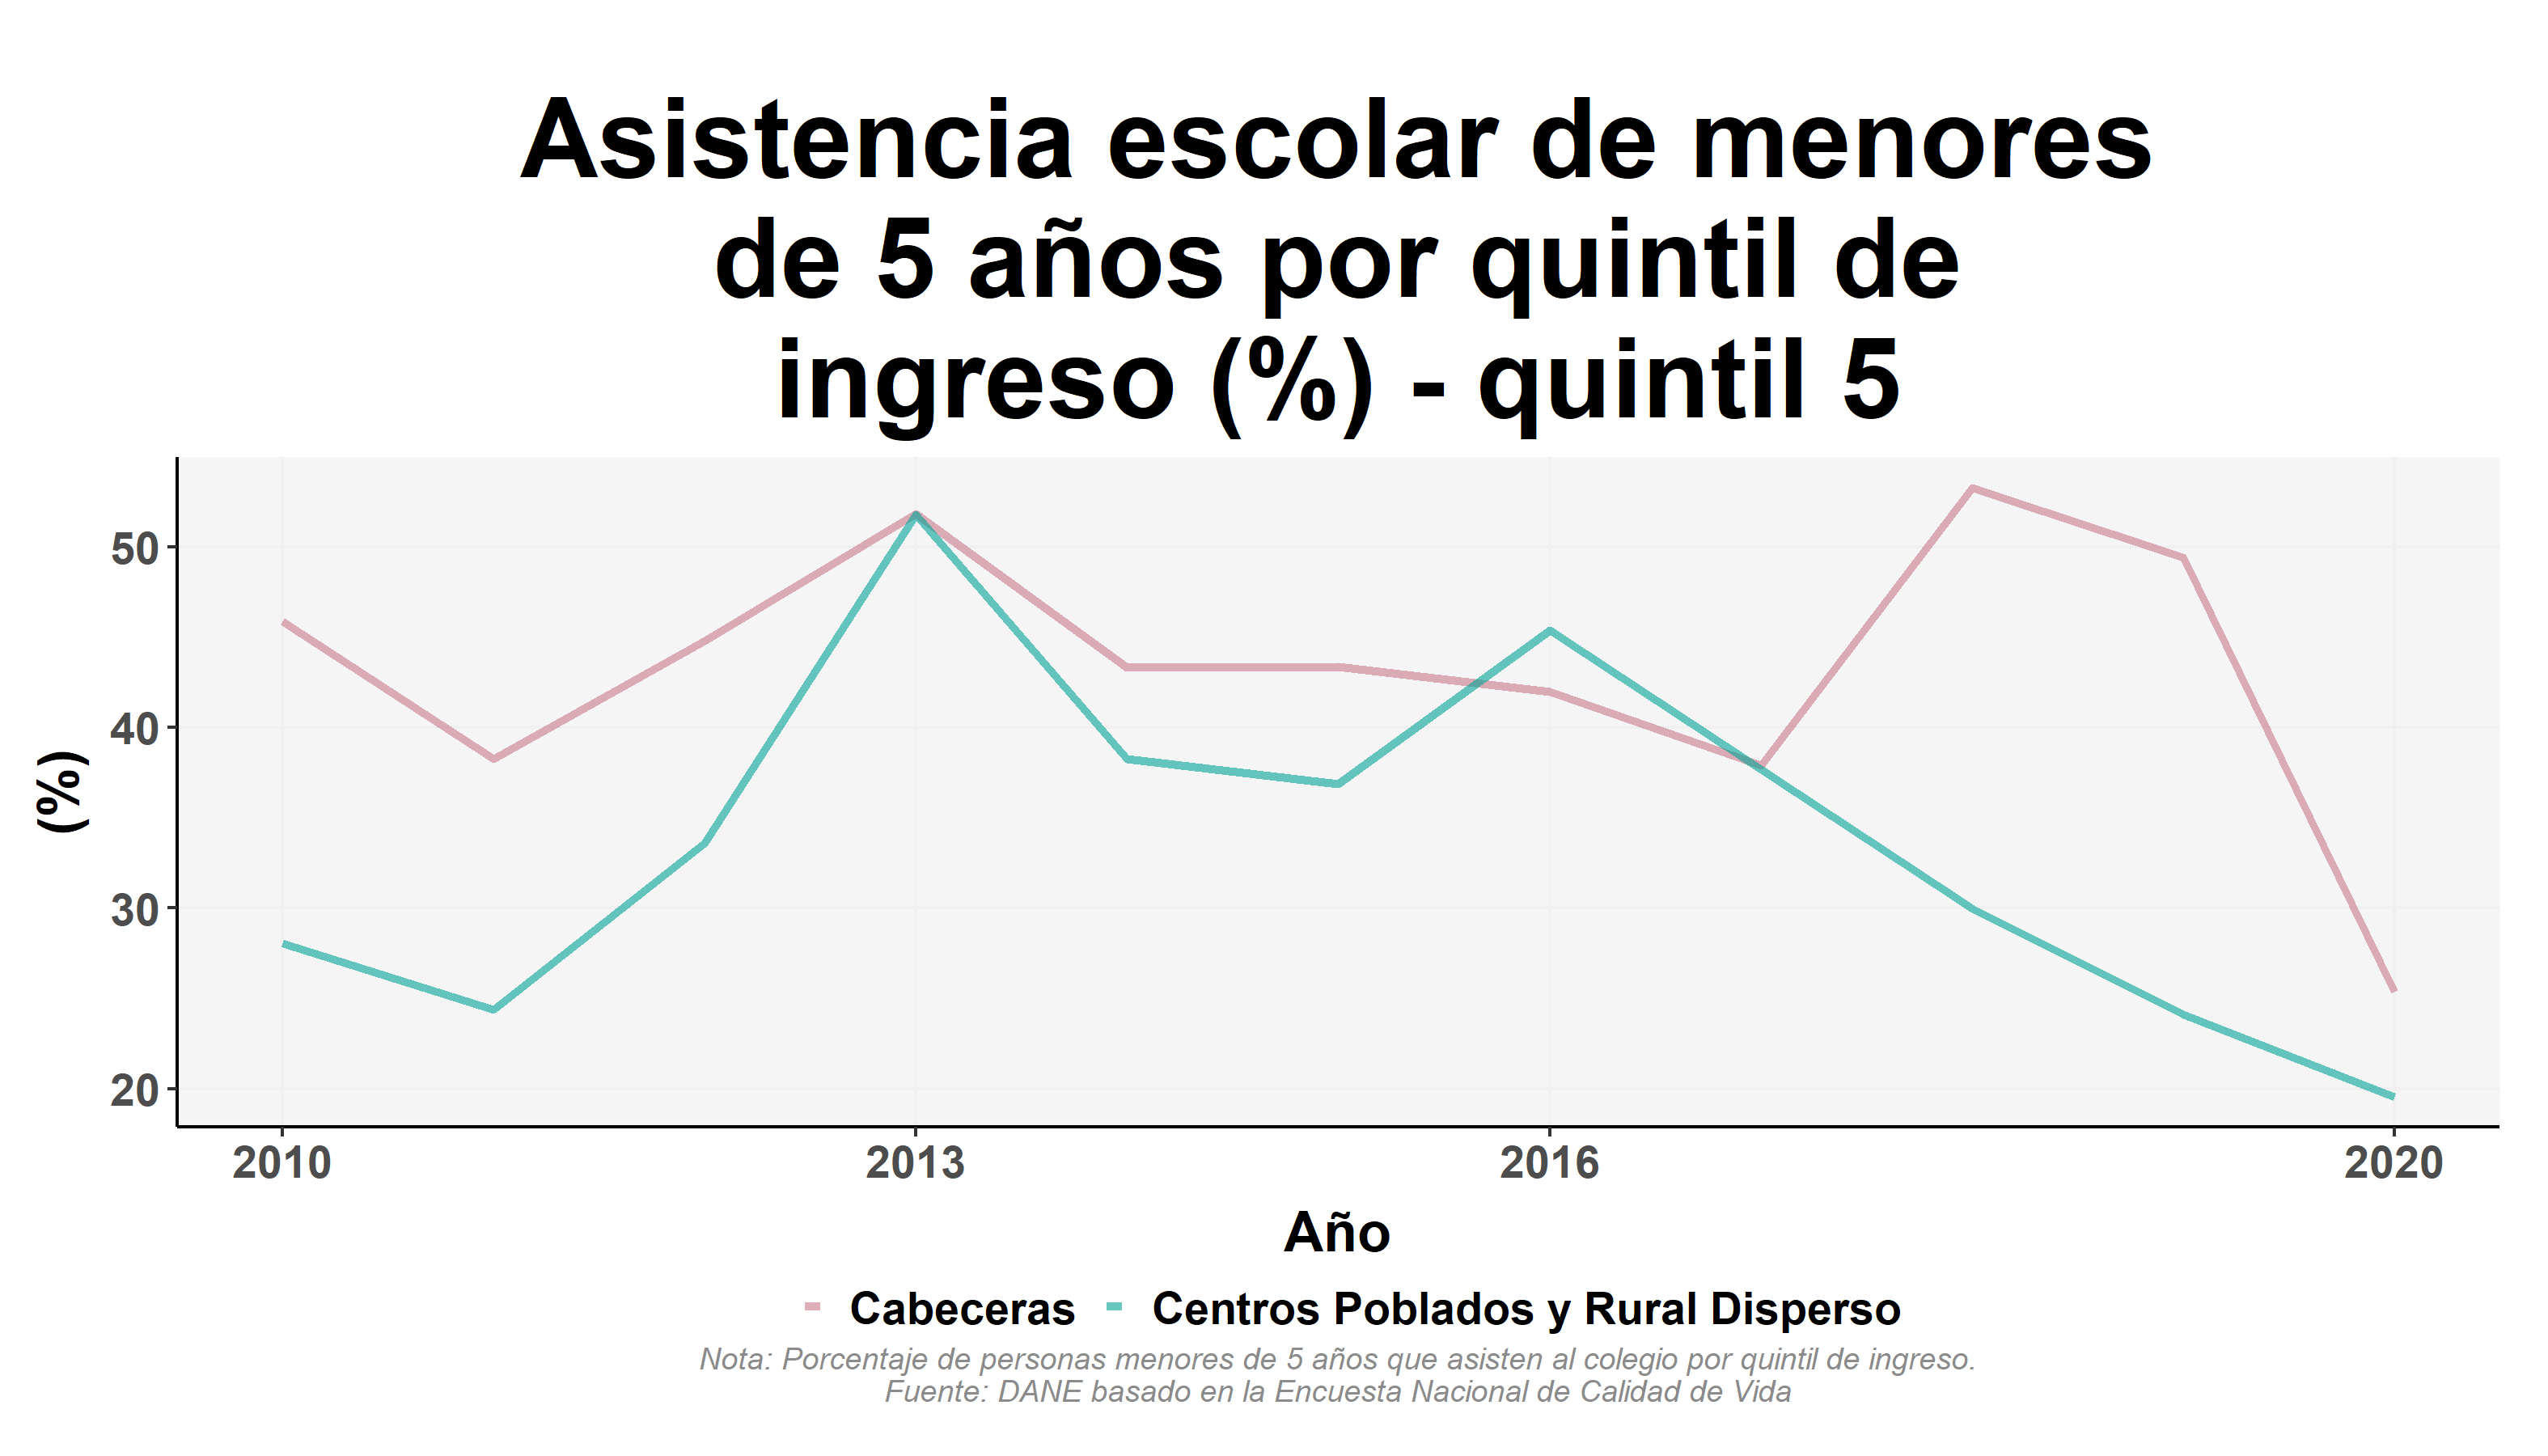 Asistencia escolar de menores
de 5 años por quintil de
ingreso (%) - quintil 5
50
40
30
20
(%)
2010 2013 2016 2020
Año
Cabeceras Centros Poblados y Rural Disperso
Nota: Porcentaje de personas menores de 5 años que asisten al colegio por quintil de ingreso.
Fuente: DANE basado en la Encuesta Nacional de Calidad de Vida